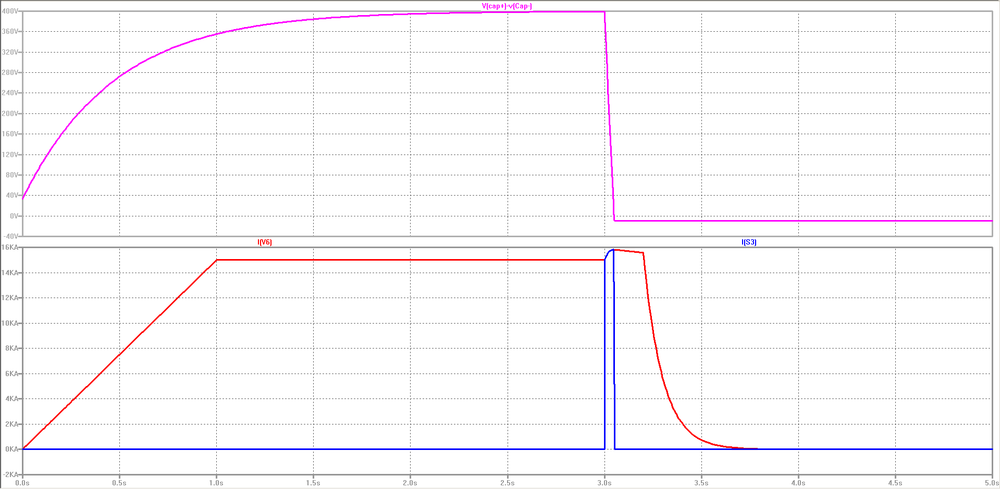 V(cap+)-v(Cap-)
400V
360V
320V
280V
240V
200V
160V
120V
80V
40V
0V
-40V
I(V6) I(S3)
16KA
14KA
12KA
10KA
8KA
6KA
4KA
2KA
0KA
-2KA
0.0s 0.5s 1.0s 1.5s 2.0s 2.5s 3.0s 3.5s 4.0s 4.5s 5.0s